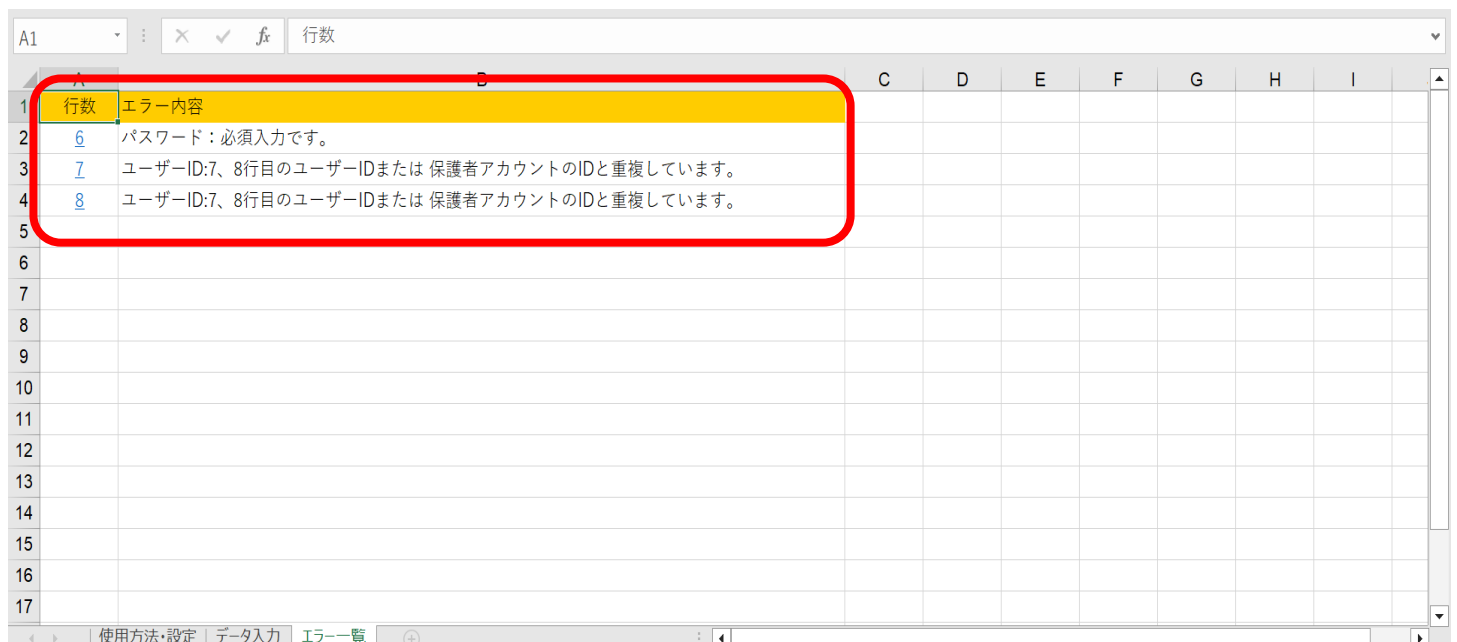 A1 fx 行数
A B C D E F G H I
1 行数 エラー内容
2 6 パスワード：必須入力です。
3 7 ユーザーID:7、8行目のユーザーIDまたは 保護者アカウントのIDと重複しています。
4 8 ユーザーID:7、8行目のユーザーIDまたは 保護者アカウントのIDと重複しています。
5
6
7
8
9
10
11
12
13
14
15
16
17
使用方法・設定 データ入力 エラー一覧